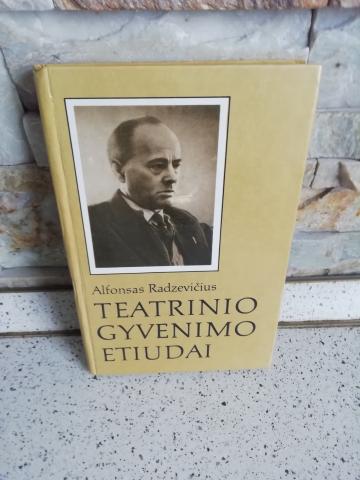 Alfonsas Radzevičius
TEATRINIO
GYVENIMO
ETIUDAI